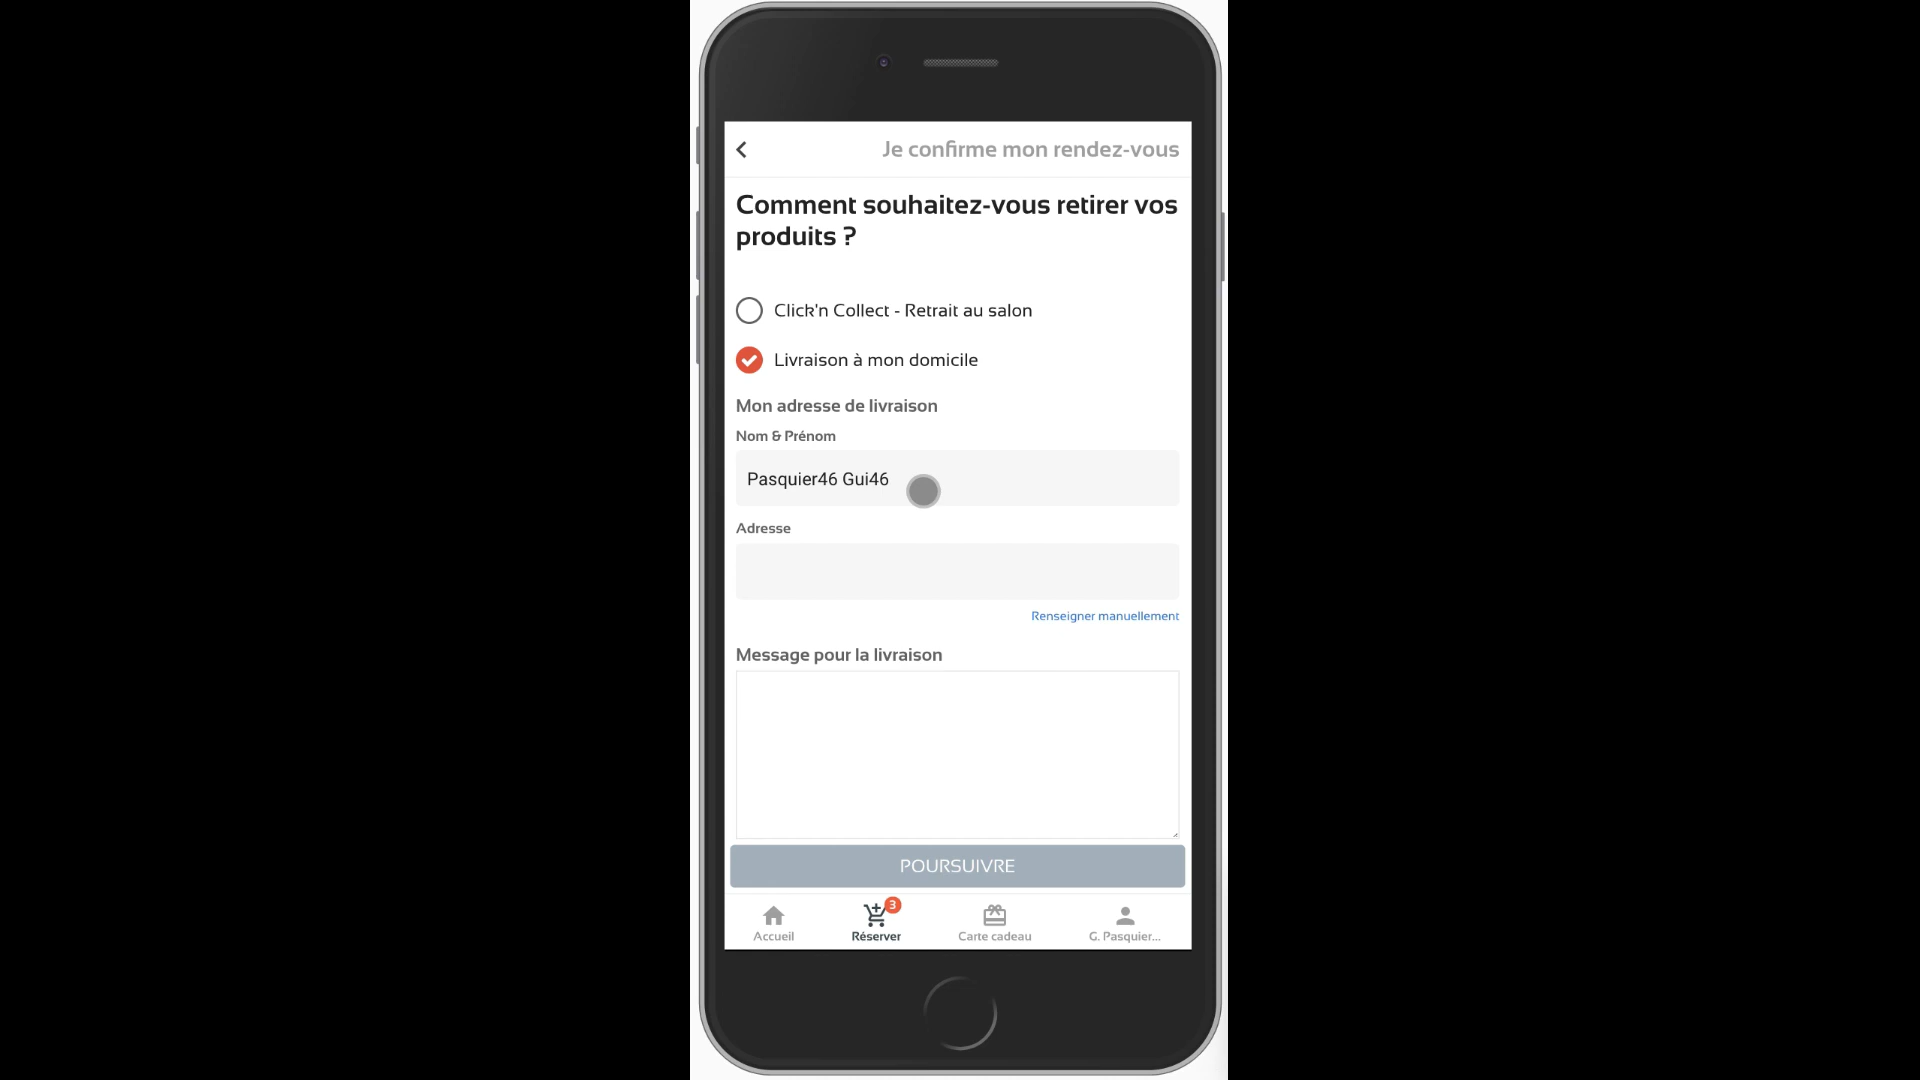 Je confirme mon rendez-vous
Comment souhaitez-vous retirer vos
produits ?
Click'n Collect - Retrait au salon
Livraison à mon domicile
Mon adresse de livraison
Nom & Prénom
Pasquier46 Gui46
Adresse
Renseigner manuellement
Message pour la livraison
POURSUIVRE
3
Accueil
Réserver
Carte cadeau
G. Pasquier...